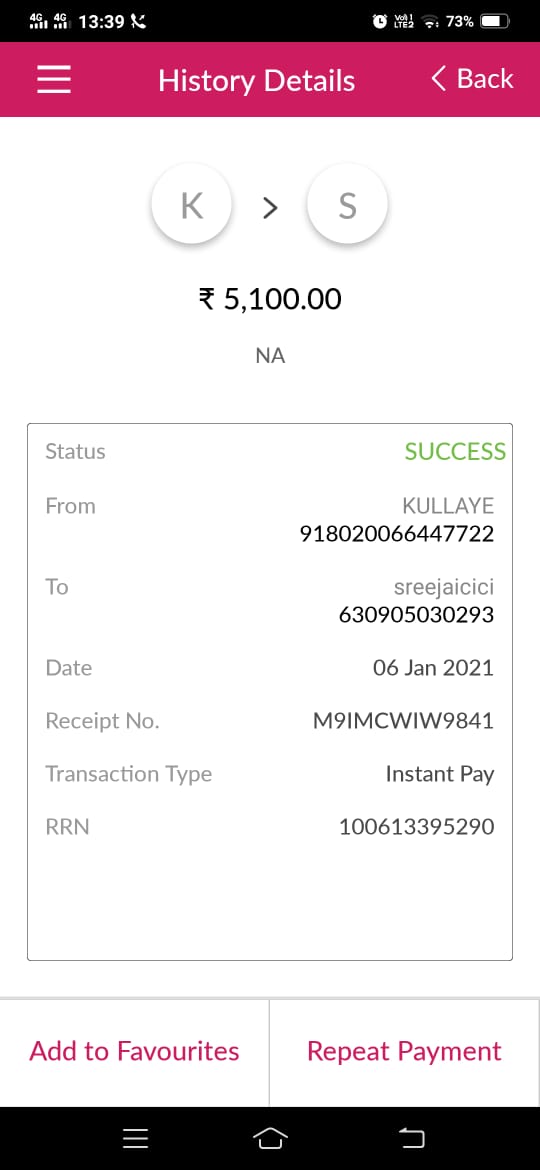 4G 4G 13:39 Vo)) LTE2 73%
History Details
Back
K > S
₹ 5,100.00
NA
Status SUCCESS
From KULLAYE
918020066447722
To sreejaicici
630905030293
Date 06 Jan 2021
Receipt No. M9IMCWIW9841
Transaction Type Instant Pay
RRN 100613395290
Add to Favourites Repeat Payment